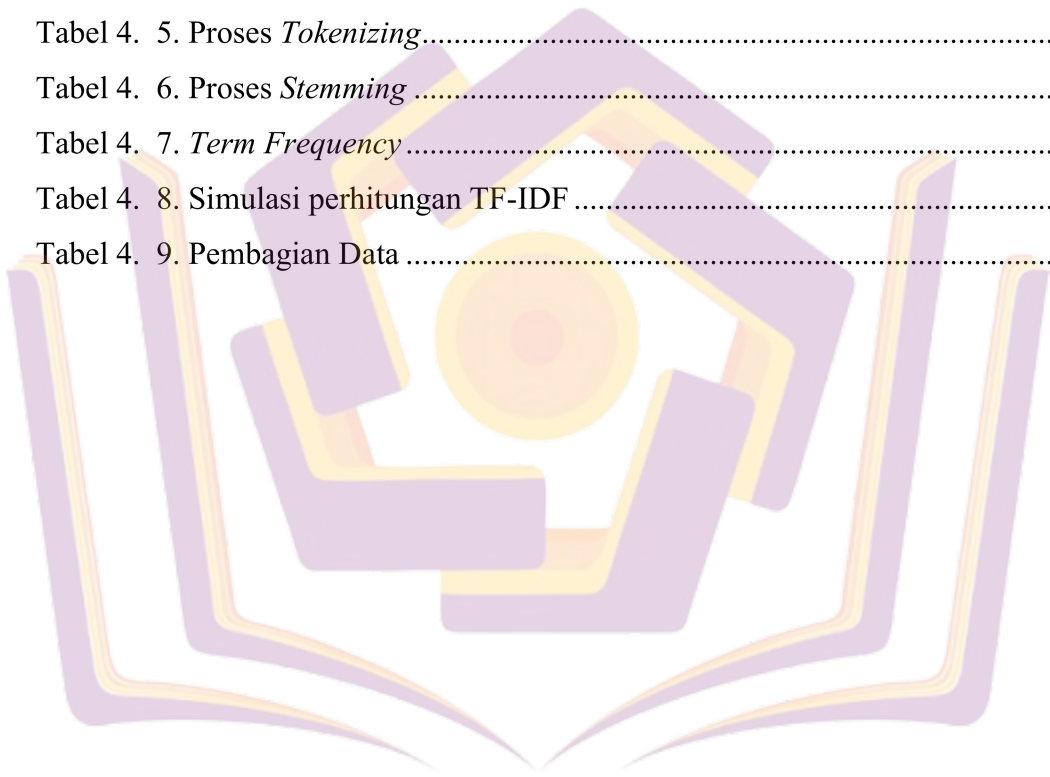 Tabel 4.  5. Proses Tokenizing................................................................................
Tabel 4.  6. Proses Stemming ................................................................................
Tabel 4.  7. Term Frequency .................................................................................
Tabel 4.  8. Simulasi perhitungan TF-IDF ............................................................
Tabel 4.  9. Pembagian Data .................................................................................